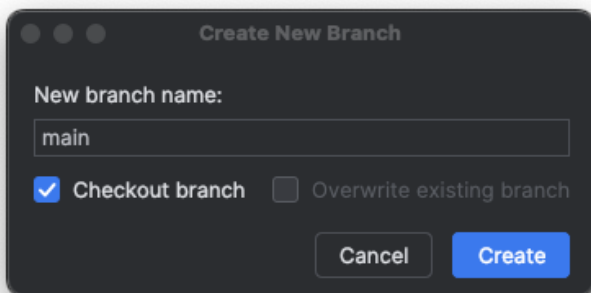 Create New Branch
New branch name:
main
Checkout branch Overwrite existing branch
Cancel Create